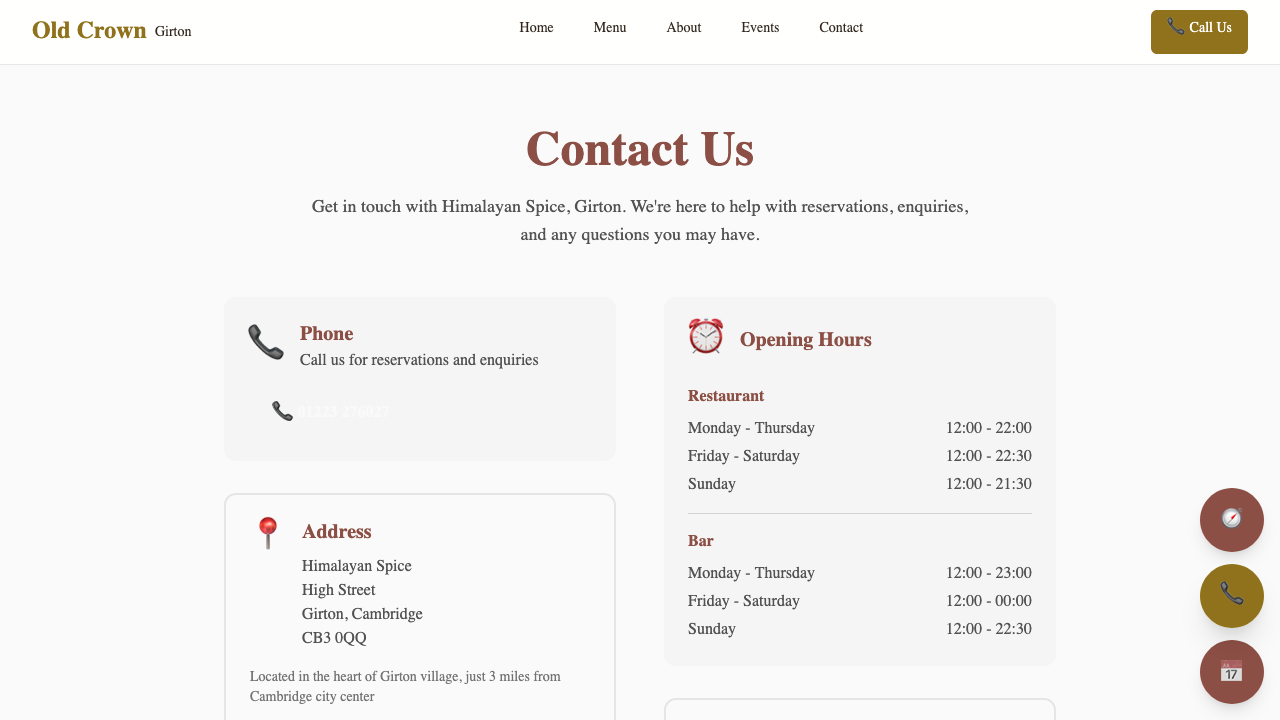 Old Crown Girton
Home
Menu
About
Events
Contact
Call Us
Contact Us
Get in touch with Himalayan Spice, Girton. We're here to help with reservations, enquiries,
and any questions you may have.
Phone
Call us for reservations and enquiries
01223 276027
Address
Himalayan Spice
High Street
Girton, Cambridge
CB3 0QQ
Located in the heart of Girton village, just 3 miles from
Cambridge city center
Opening Hours
Restaurant
Monday - Thursday 12:00 - 22:00
Friday - Saturday 12:00 - 22:30
Sunday 12:00 - 21:30
Bar
Monday - Thursday 12:00 - 23:00
Friday - Saturday 12:00 - 00:00
Sunday 12:00 - 22:30
17